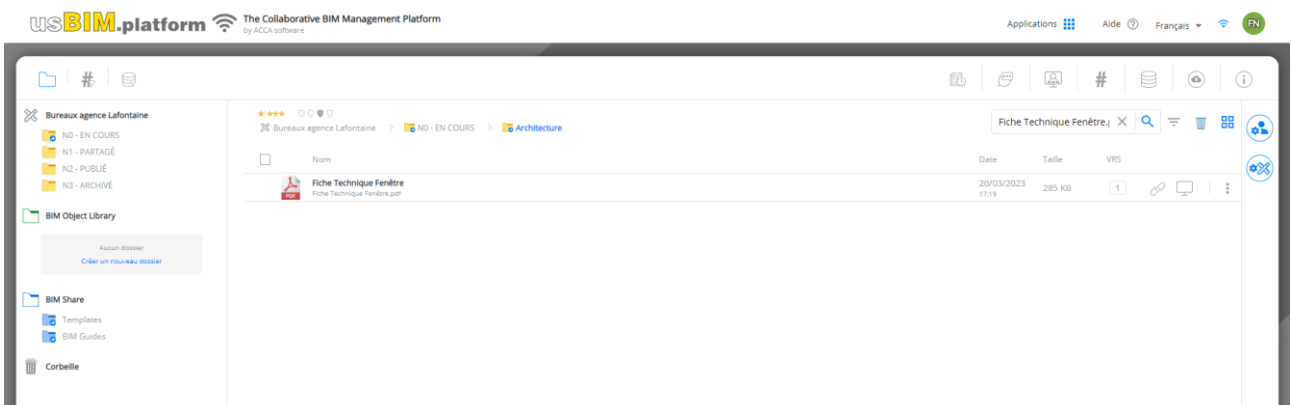 usBIM.platform The Collaborative BIM Management Platform
by ACCA software
Applications Aide ? Français FN
# # i
Bureaux agence Lafontaine
N0 - EN COURS
N1 - PARTAGÉ
N2 - PUBLIÉ
N3 - ARCHIVÉ
BIM Object Library
Aucun dossier
Créer un nouveau dossier
BIM Share
Templates
BIM Guides
Corbeille
Bureaux agence Lafontaine > N0 - EN COURS > Architecture
Fiche Technique Fenêtre.
Nom Date Taille VRS
PDF Fiche Technique Fenêtre 20/03/2023 285 KB 1
Fiche Technique Fenêtre.pdf 17:19